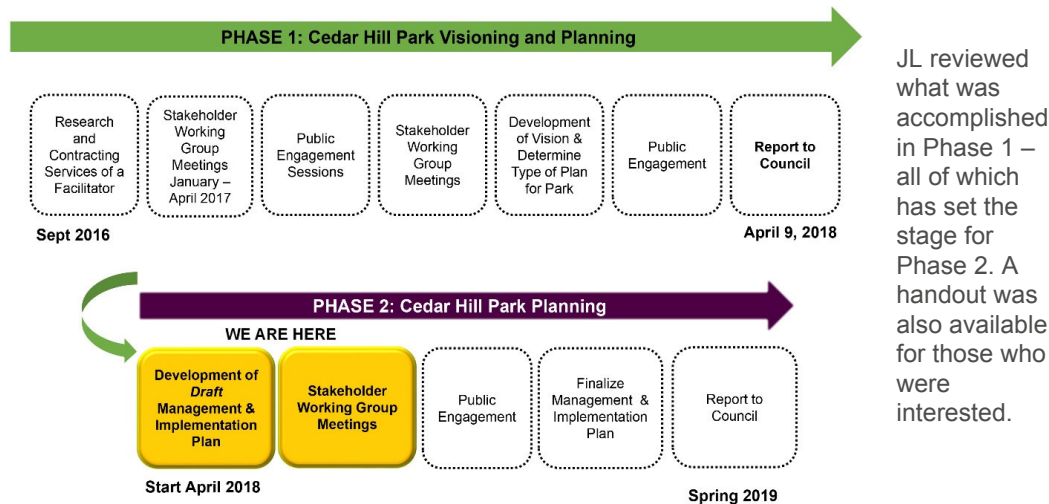 PHASE 1: Cedar Hill Park Visioning and Planning
Research
and
Contracting
Services of a
Facilitator
Stakeholder
Working
Group
Meetings
January –
April 2017
Public
Engagement
Sessions
Stakeholder
Working
Group
Meetings
Development
of Vision &
Determine
Type of Plan
for Park
Public
Engagement
Report to
Council
Sept 2016
April 9, 2018
JL reviewed
what was
accomplished
in Phase 1 –
all of which
has set the
stage for
Phase 2. A
handout was
also available
for those who
were
interested.
PHASE 2: Cedar Hill Park Planning
WE ARE HERE
Development of
Draft
Management &
Implementation
Plan
Stakeholder
Working Group
Meetings
Public
Engagement
Finalize
Management &
Implementation
Plan
Report to
Council
Start April 2018
Spring 2019